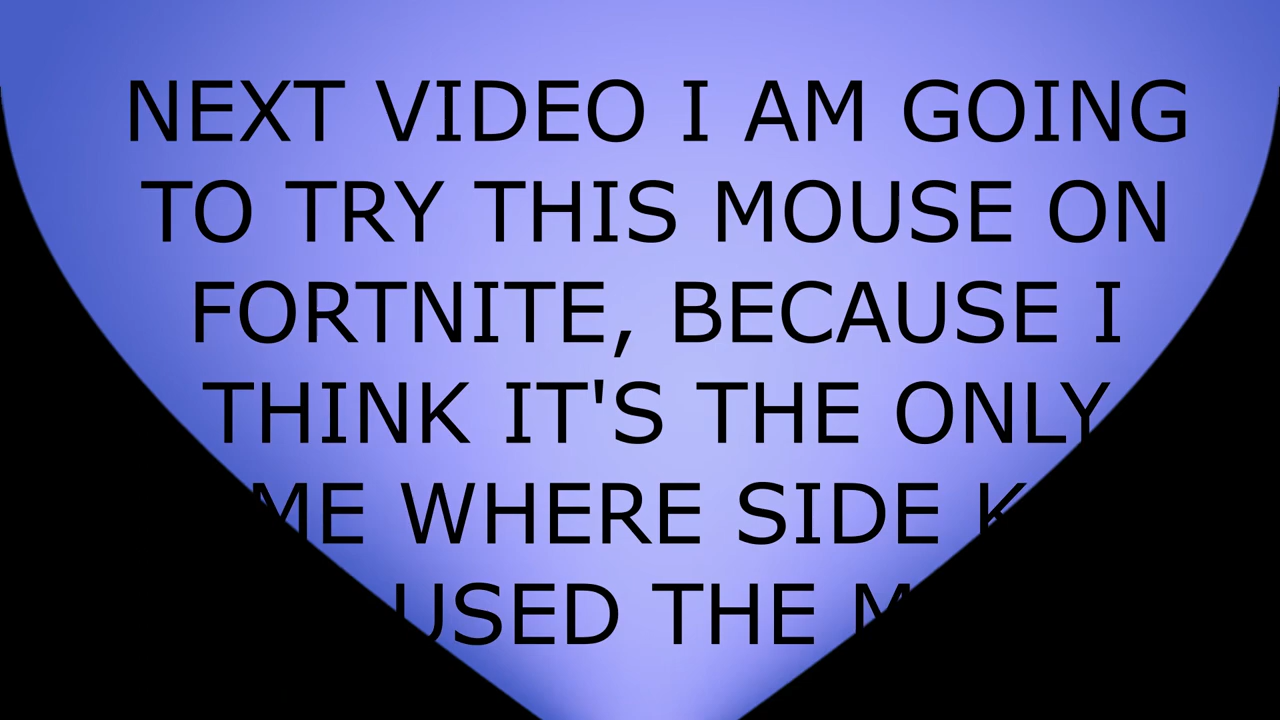 NEXT VIDEO I AM GOING
TO TRY THIS MOUSE ON
FORTNITE, BECAUSE I
THINK IT'S THE ONLY
WHERE SIDE
USED THE